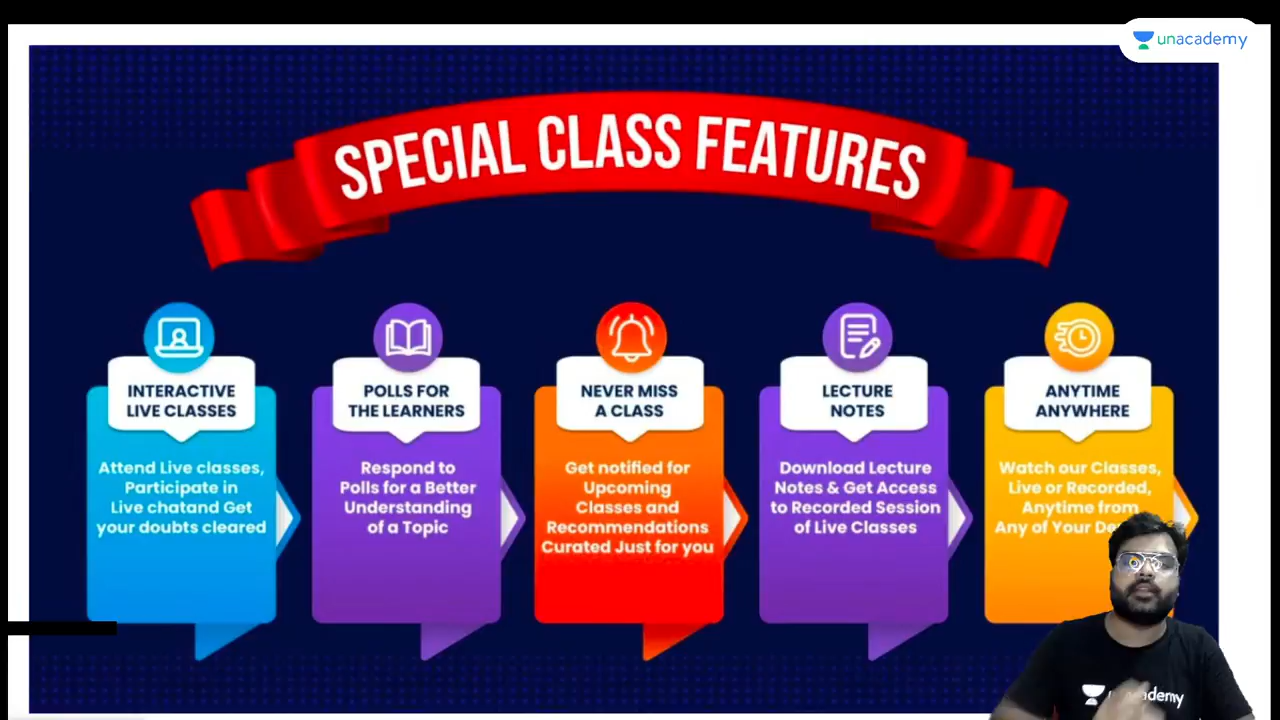 unacademy
SPECIAL CLASS FEATURES
INTERACTIVE
LIVE CLASSES
Attend Live classes,
Participate in
Live chatand Get
your doubts cleared
POLLS FOR
THE LEARNERS
Respond to
Polls for a Better
Understanding
of a Topic
NEVER MISS
A CLASS
Get notified for
Upcoming
Classes and
Recommendations
Curated Just for you
LECTURE
NOTES
Download Lecture
Notes & Get Access
to Recorded Session
of Live Classes
ANYTIME
ANYWHERE
Watch our Classes,
Live or Recorded,
Anytime from
Any of Your